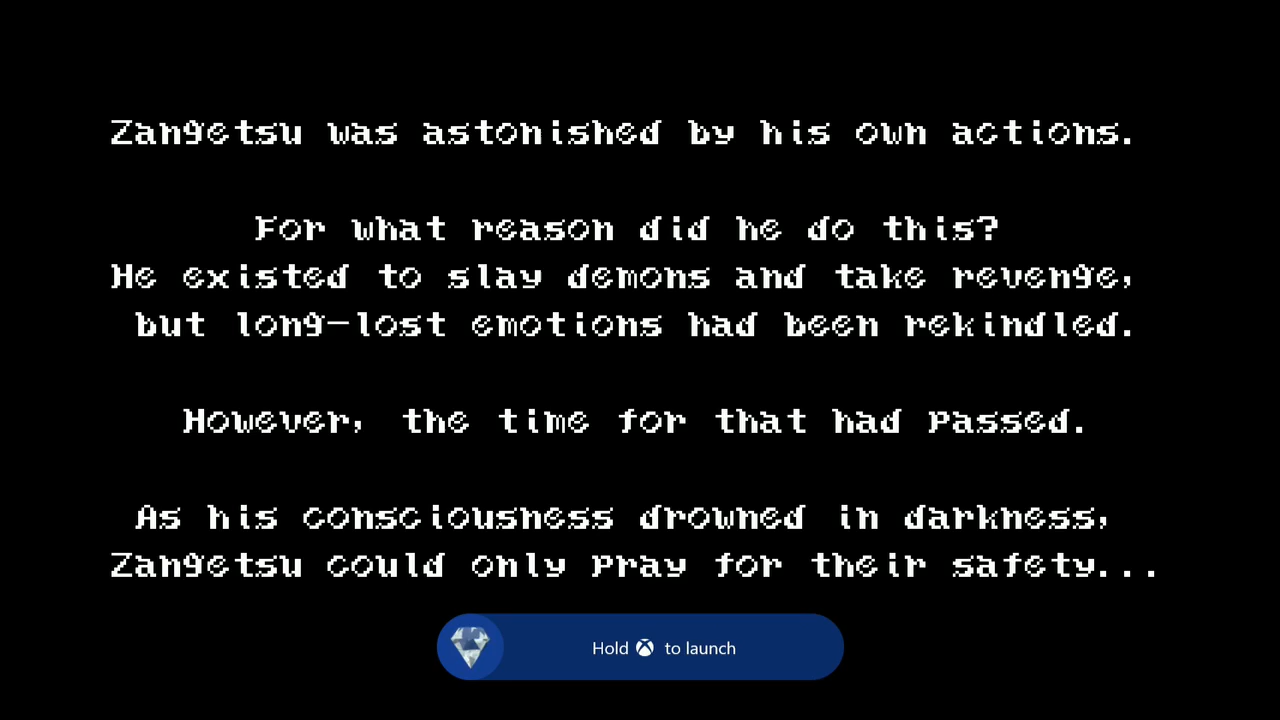 Zangetsu was astonished by his own actions.
For what reason did he do this?
He existed to slay demons and take revenge,
but long-lost emotions had been rekindled.
However, the time for that had passed.
As his consciousness drowned in darkness,
Zangetsu could only pray for their safety...
Hold to launch